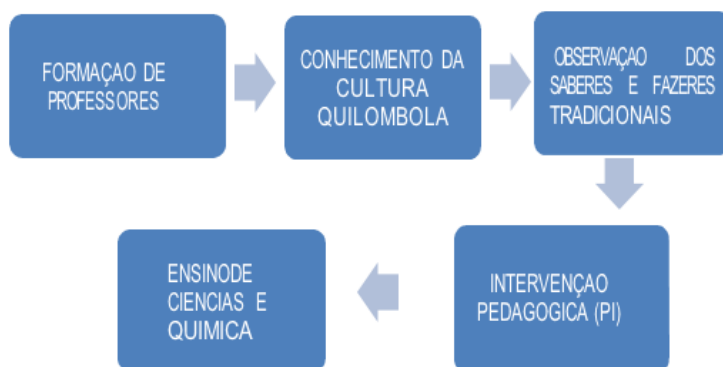 FORMAÇAO DE
PROFESSORES
CONHECIMENTO DA
CULTURA
QUILOMBOLA
OBSERVAÇAO DOS
SABERES E FAZERES
TRADICIONAIS
INTERVENÇAO
PEDAGOGICA (PI)
ENSINODE
CIENCIAS E
QUIMICA